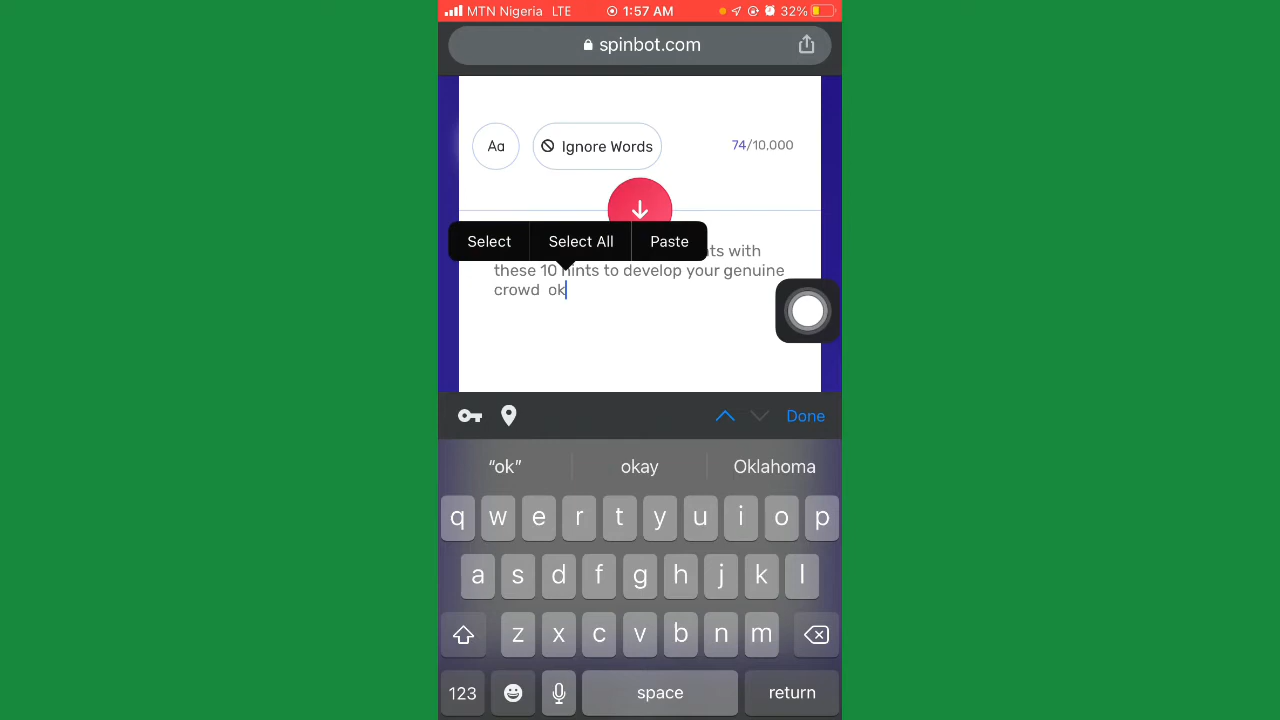 MTN Nigeria LTE 1:57 AM 32%
spinbot.com
Aa Ignore Words 74/10,000
Select Select All Paste
with
these 10 hints to develop your genuine
crowd ok
Done
“ok” okay Oklahoma
q w e r t y u i o p
a s d f g h j k l
z x c v b n m
123 space return